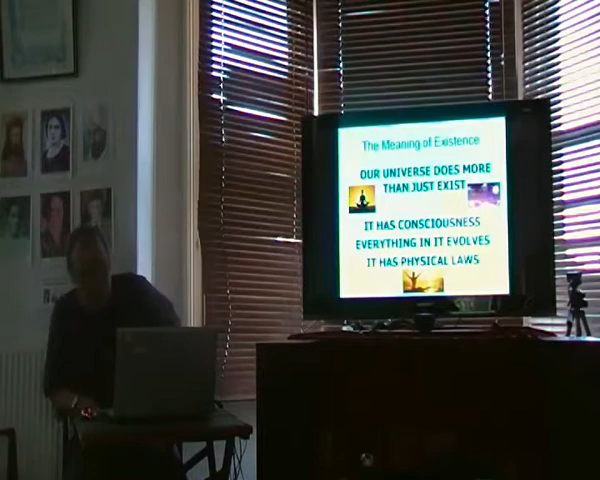 The Meaning of Existence
OUR UNIVERSE DOES MORE
THAN JUST EXIST
IT HAS CONSCIOUSNESS
EVERYTHING IN IT EVOLVES
IT HAS PHYSICAL LAWS